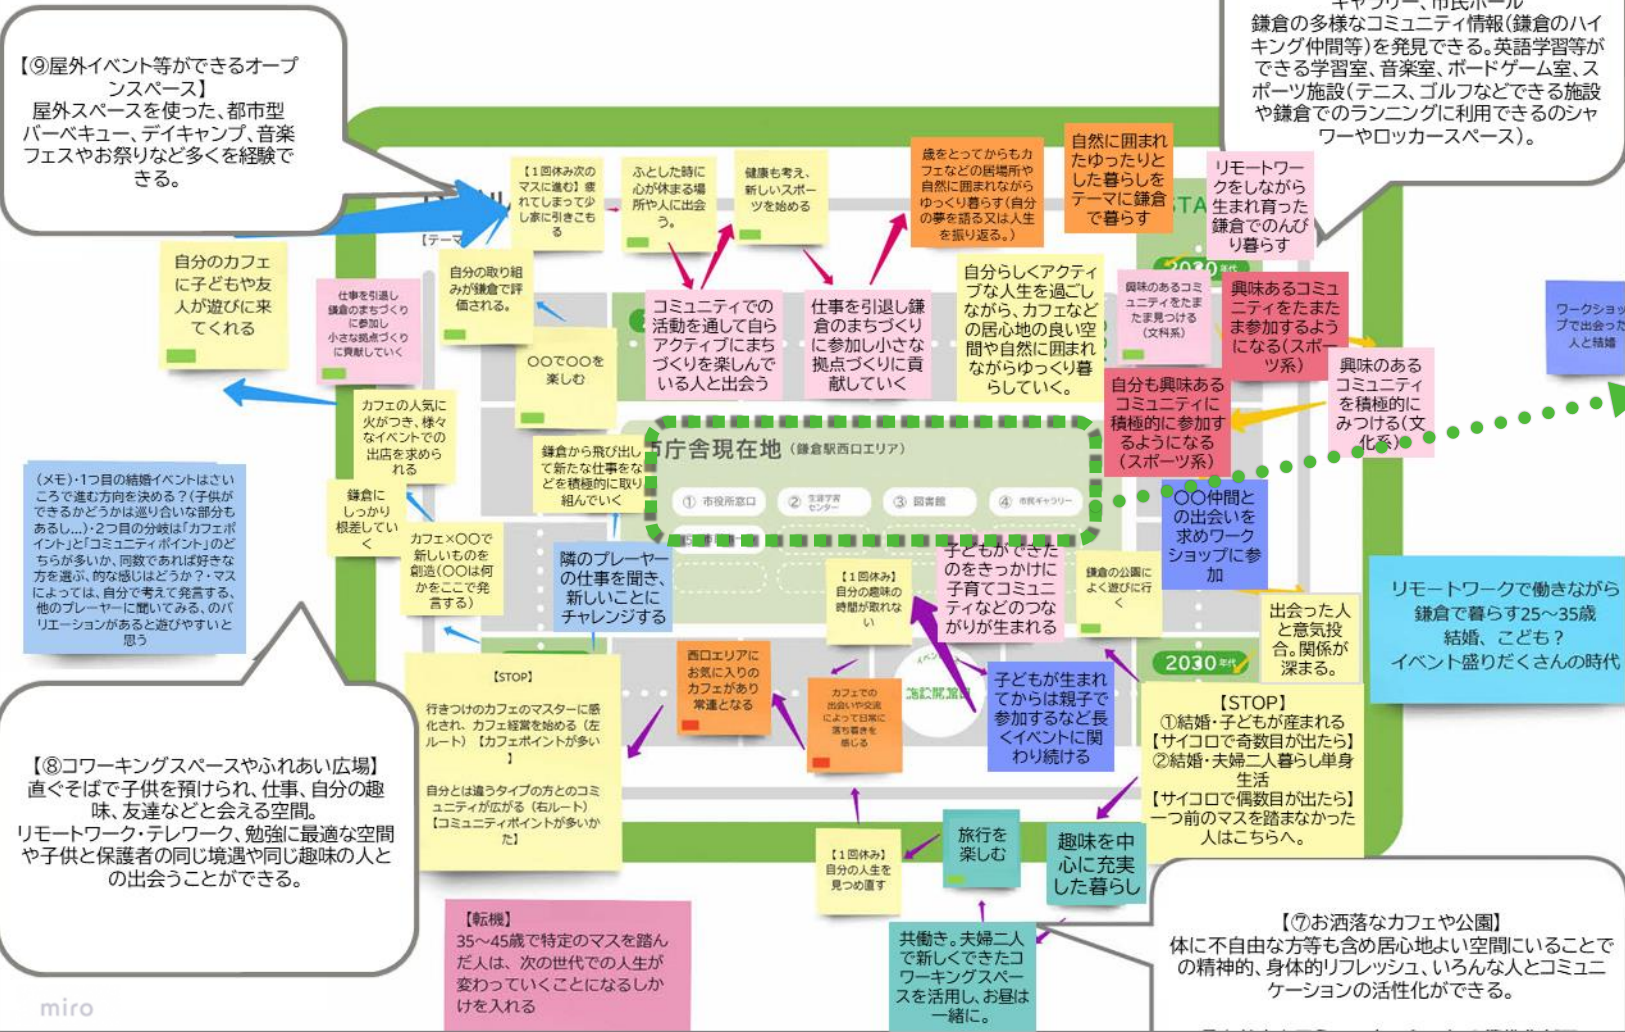 【⑨屋外イベント等ができるオープ
ンスペース】
屋外スペースを使った、都市型
バーベキュー、デイキャンプ、音楽
フェスやお祭りなど多くを経験で
きる。
ギャラリー、市民ホール
鎌倉の多様なコミュニティ情報(鎌倉のハイ
キング仲間等)を発見できる。英語学習等が
できる学習室、音楽室、ボードゲーム室、ス
ポーツ施設(テニス、ゴルフなどできる施設
や鎌倉でのランニングに利用できるのシャ
ワーやロッカースペース)。
【1回休み次の
マスに進む】疲
れてしまって少
し家に引きこも
る
ふとした時に
心が休まる場
所や人に出会
う。
健康も考え、
新しいスポー
ツを始める
歳をとってからもカ
フェなどの居場所や
自然に囲まれながら
ゆっくり暮らす(自分
の夢を語る又は人生
を振り返る。)
自然に囲まれ
たゆったりと
した暮らしを
テーマに鎌倉
で暮らす
リモートワー
クをしながら
生まれ育った
鎌倉でのんび
り暮らす
STA
【テーマ
2030年代
自分のカフェ
に子どもや友
人が遊びに来
てくれる
仕事を引退し
鎌倉のまちづくり
に参加し
小さな拠点づくり
に貢献していく
自分の取り組
みが鎌倉で評
価される。
〇〇で〇〇を
楽しむ
コミュニティでの
活動を通して自ら
アクティブにまち
づくりを楽しんで
いる人と出会う
仕事を引退し鎌
倉のまちづくり
に参加し小さな
拠点づくりに貢
献していく
自分らしくアクティ
ブな人生を過ごし
ながら、カフェなど
の居心地の良い空
間や自然に囲まれ
ながらゆっくり暮
らしていく。
興味のあるコミ
ュニティをたま
たま見つける
(文科系)
興味あるコミュ
ニティをたまた
ま参加するよう
になる(スポー
ツ系)
興味のある
コミュニティ
を積極的に
みつける(文
化系)
自分も興味ある
コミュニティに
積極的に参加す
るようになる
(スポーツ系)
ワークショッ
プで出会った
人と結婚
カフェの人気に
火がつき、様々
なイベントでの
出店を求めら
れる
鎌倉に
しっかり
根差してい
く
鎌倉から飛び出し
て新たな仕事をな
どを積極的に取り
組んでいく
庁舎現在地(鎌倉駅西口エリア)
① 市役所窓口
② 生涯学習
センター
③ 図書館
④ 市民ギャラリー
(メモ)・1つ目の結婚イベントはさい
ころで進む方向を決める?(子供が
できるかどうかは巡り合いな部分も
あるし…)・2つ目の分岐は「カフェポ
イント」と「コミュニティポイント」のど
ちらが多いか、同数であれば好きな
方を選ぶ、的な感じはどうか?・マス
によっては、自分で考えて発言する、
他のプレーヤーに聞いてみる、のバ
リエーションがあると遊びやすいと
思う
カフェ×〇〇で
新しいものを
創造(〇〇は何
かをここで発
言する)
隣のプレーヤー
の仕事を聞き、
新しいことに
チャレンジする
【1回休み】
自分の趣味の
時間が取れな
い
子どもができた
のをきっかけに
子育てコミュニ
ティなどのつな
がりが生まれる
鎌倉の公園に
よく遊びに行
く
〇〇仲間と
の出会いを
求めワーク
ショップに参
加
出会った人
と意気投
合。関係が
深まる。
リモートワークで働きながら
鎌倉で暮らす25〜35歳
結婚、こども?
イベント盛りだくさんの時代
2030年代
【STOP】
行きつけのカフェのマスターに感
化され、カフェ経営を始める(左
ルート)【カフェポイントが多い
】
自分とは違うタイプの方とのコミ
ュニティが広がる(右ルート)
【コミュニティポイントが多いか
た】
西口エリアに
お気に入りの
カフェがあり
常連となる
カフェでの
出会いや交流
によって日常に
落ち着きを
感じる
施設開館
子どもが生まれ
てからは親子で
参加するなど長
くイベントに関
わり続ける
【STOP】
①結婚・子どもが産まれる
【サイコロで奇数目が出たら】
②結婚・夫婦二人暮らし単身
生活
【サイコロで偶数目が出たら】
一つ前のマスを踏まなかった
人はこちらへ。
【⑧コワーキングスペースやふれあい広場】
直ぐそばで子供を預けられ、仕事、自分の趣
味、友達などと会える空間。
リモートワーク・テレワーク、勉強に最適な空間
や子供と保護者の同じ境遇や同じ趣味の人と
の出会うことができる。
【1回休み】
自分の人生を
見つめ直す
旅行を
楽しむ
趣味を中
心に充実
した暮らし
【転機】
35〜45歳で特定のマスを踏ん
だ人は、次の世代での人生が
変わっていくことになるしか
けを入れる
共働き。夫婦二人
で新しくできたコ
ワーキングスペー
スを活用し、お昼は
一緒に。
【⑦お洒落なカフェや公園】
体に不自由な方等も含め居心地よい空間にいることで
の精神的、身体的リフレッシュ、いろんな人とコミュニ
ケーションの活性化ができる。
miro